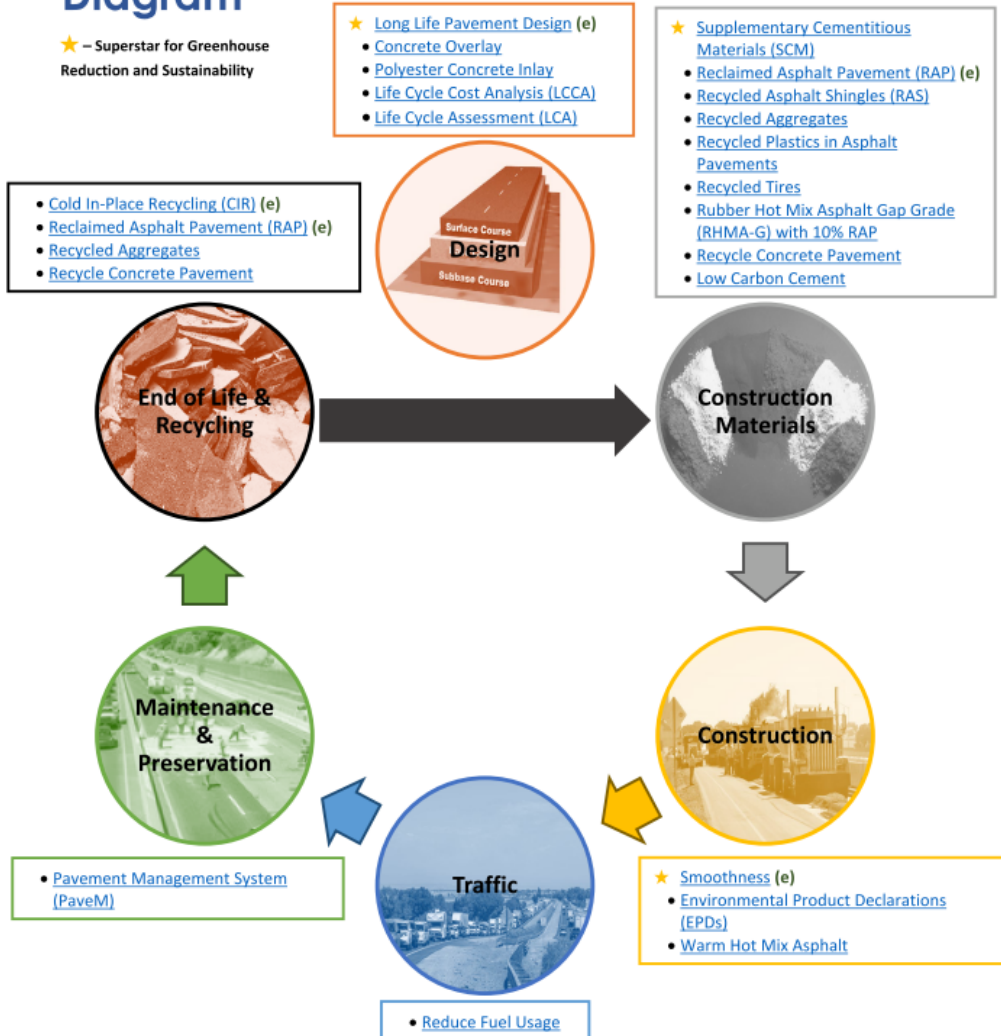 Diagram
★ – Superstar for Greenhouse
Reduction and Sustainability
★ Long Life Pavement Design (e)
• Concrete Overlay
• Polyester Concrete Inlay
• Life Cycle Cost Analysis (LCCA)
• Life Cycle Assessment (LCA)
★ Supplementary Cementitious
Materials (SCM)
• Reclaimed Asphalt Pavement (RAP) (e)
• Recycled Asphalt Shingles (RAS)
• Recycled Aggregates
• Recycled Plastics in Asphalt
Pavements
• Recycled Tires
• Rubber Hot Mix Asphalt Gap Grade
(RHMA-G) with 10% RAP
• Recycle Concrete Pavement
• Low Carbon Cement
• Cold In-Place Recycling (CIR) (e)
• Reclaimed Asphalt Pavement (RAP) (e)
• Recycled Aggregates
• Recycle Concrete Pavement
Surface Course
Design
Subbase Course
End of Life &
Recycling
Construction
Materials
Maintenance
&
Preservation
Construction
Traffic
• Pavement Management System
(PaveM)
★ Smoothness (e)
• Environmental Product Declarations
(EPDs)
• Warm Hot Mix Asphalt
• Reduce Fuel Usage